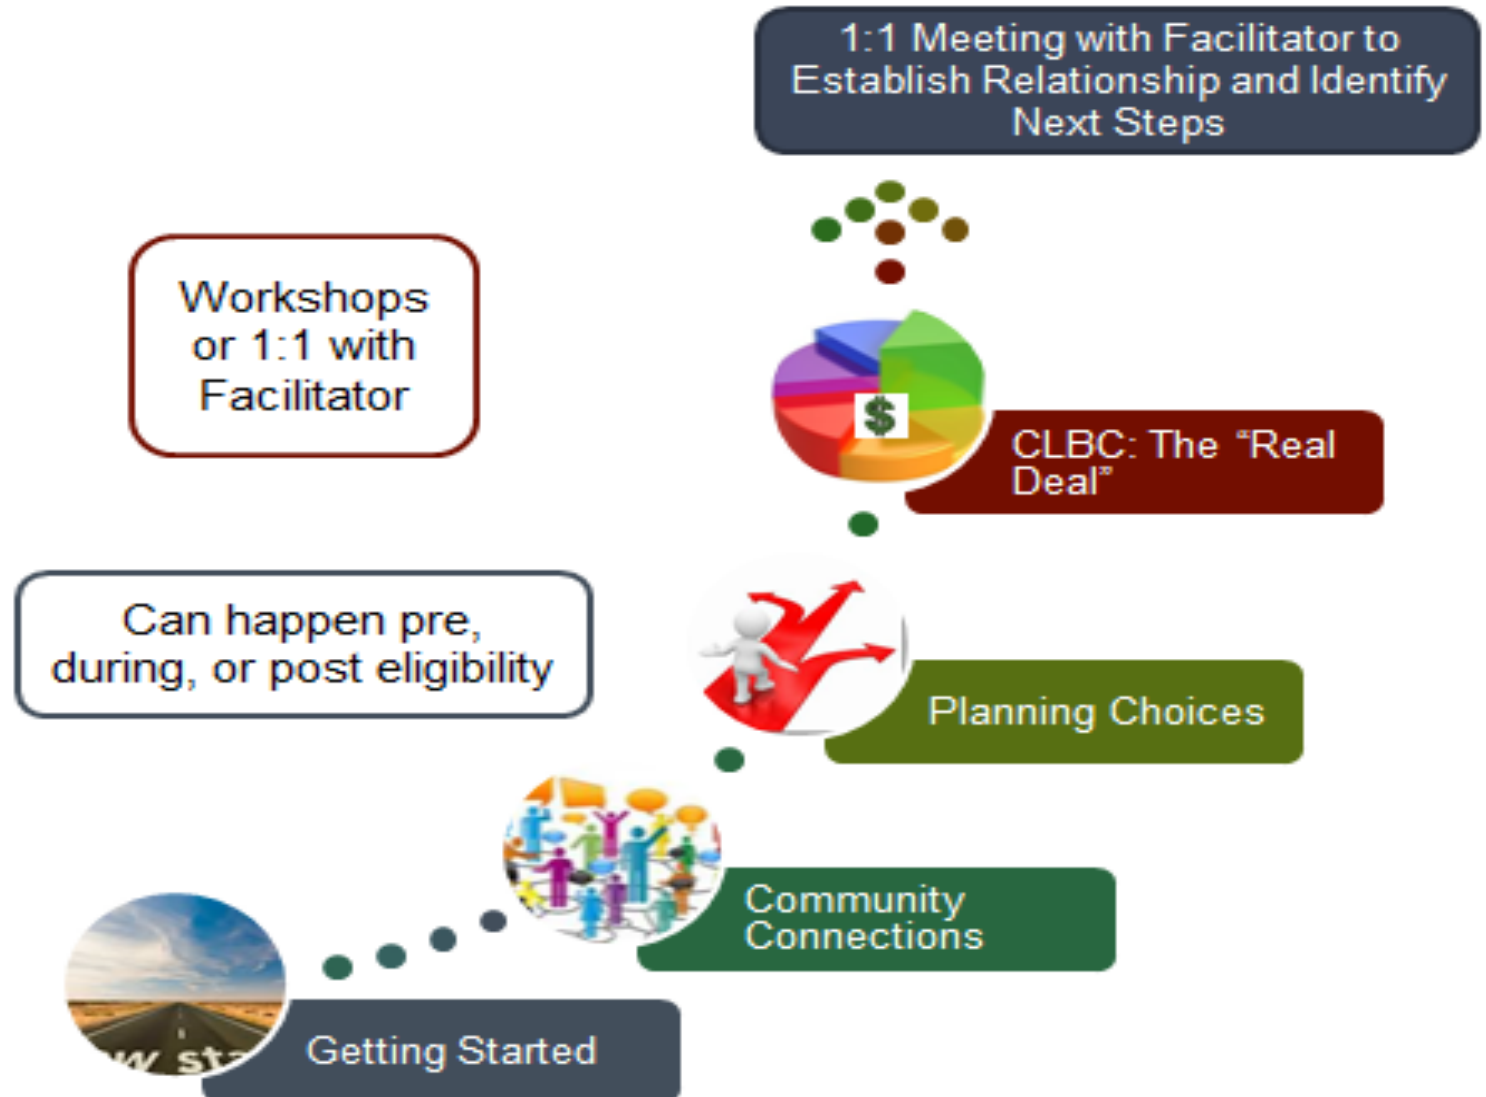 1:1 Meeting with Facilitator to
Establish Relationship and Identify
Next Steps
Workshops
or 1:1 with
Facilitator
$
CLBC: The “Real
Deal”
Can happen pre,
during, or post eligibility
Planning Choices
Community
Connections
w sta
Getting Started